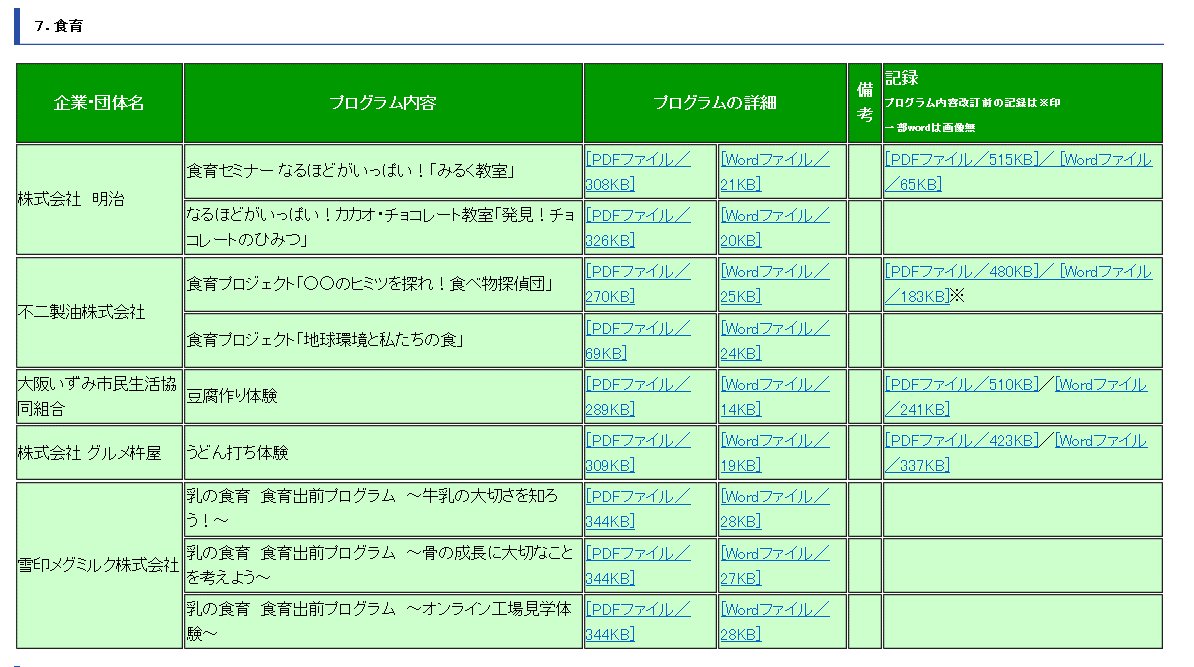 7．食育
企業・団体名
プログラム内容
プログラムの詳細
備
考
記録
プログラム内容改訂前の記録は※印
一部wordは画像無
株式会社　明治
食育セミナー なるほどがいっぱい！「みるく教室」
[PDFファイル／
308KB]
[Wordファイル／
21KB]
[PDFファイル／515KB]／ [Wordファイル
／65KB]
なるほどがいっぱい！カカオ・チョコレート教室「発見！チョ
コレートのひみつ」
[PDFファイル／
326KB]
[Wordファイル／
20KB]
不二製油株式会社
食育プロジェクト「〇〇のヒミツを探れ！食べ物探偵団」
[PDFファイル／
270KB]
[Wordファイル／
25KB]
[PDFファイル／480KB]／ [Wordファイル
／183KB]※
食育プロジェクト「地球環境と私たちの食」
[PDFファイル／
69KB]
[Wordファイル／
24KB]
大阪いずみ市民生活協
同組合
豆腐作り体験
[PDFファイル／
289KB]
[Wordファイル／
14KB]
[PDFファイル／510KB]／[Wordファイル
／241KB]
株式会社 グルメ杵屋
うどん打ち体験
[PDFファイル／
309KB]
[Wordファイル／
19KB]
[PDFファイル／423KB]／[Wordファイル
／337KB]
雪印メグミルク株式会社
乳の食育　食育出前プログラム　～牛乳の大切さを知ろ
う！～
[PDFファイル／
344KB]
[Wordファイル／
28KB]
乳の食育　食育出前プログラム　～骨の成長に大切なこと
を考えよう～
[PDFファイル／
344KB]
[Wordファイル／
27KB]
乳の食育　食育出前プログラム　～オンライン工場見学体
験～
[PDFファイル／
344KB]
[Wordファイル／
28KB]